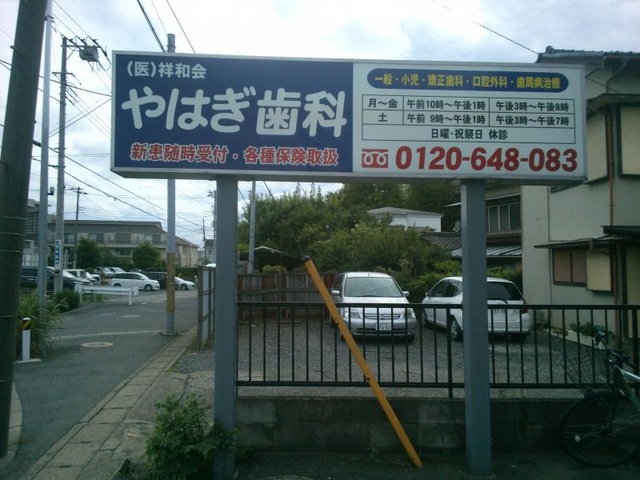 (医)祥和会
やはぎ歯科
新患随時受付・各種保険取扱
一般・小児・矯正歯科・口腔外科・歯周病治療
月〜金 午前10時〜午後1時 午後3時〜午後8時
土 午前 9時〜午後1時 午後3時〜午後7時
日曜・祝祭日 休診
0120-648-083